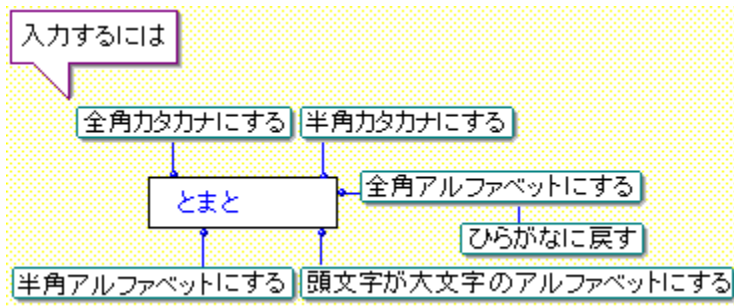 入力するには
全角カタカナにする
半角カタカナにする
全角アルファベットにする
とまと
ひらがなに戻す
半角アルファベットにする
頭文字が大文字のアルファベットにする